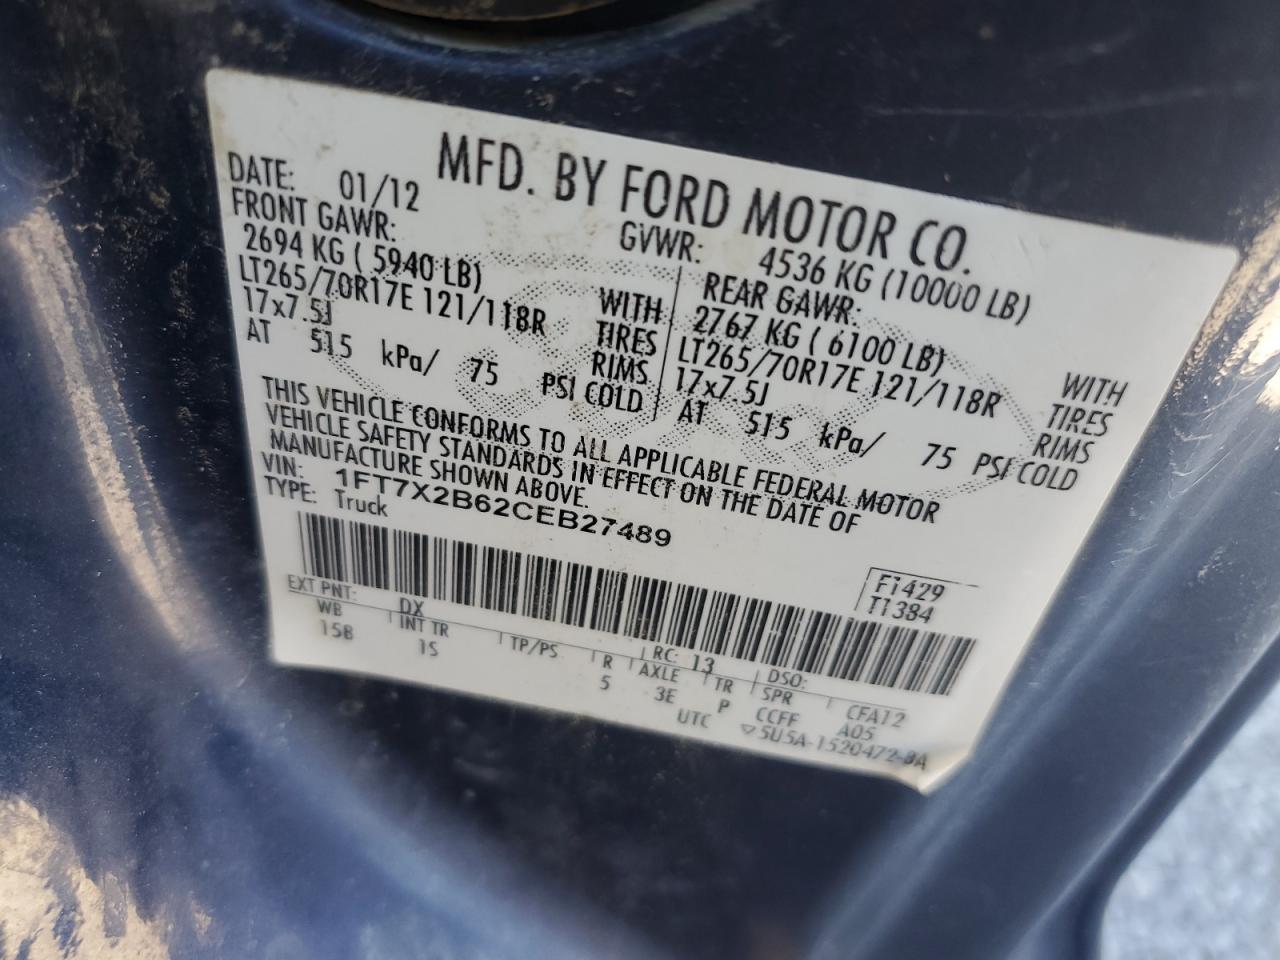 MFD. BY FORD MOTOR CO.
DATE: 01/12
GVWR: 4536 KG (10000 LB)
FRONT GAWR:
2694 KG ( 5940 LB)
LT265/70R17E 121/118R
17x7.5J
WITH
TIRES
RIMS
AT 515 kPa/ 75 PSI COLD
REAR GAWR:
2767 KG ( 6100 LB)
LT265/70R17E 121/118R
17x7.5J
WITH
TIRES
RIMS
AT 515 kPa/ 75 PSI COLD
THIS VEHICLE CONFORMS TO ALL APPLICABLE FEDERAL MOTOR
VEHICLE SAFETY STANDARDS IN EFFECT ON THE DATE OF
MANUFACTURE SHOWN ABOVE.
VIN: 1FT7X2B62CEB27489
TYPE: Truck
F1429
T1384
EXT PNT: DX RC: 13 DSO:
WB INT TR TP/PS R AXLE TR SPR CFA12
15B 1S 5 3E P CCFF A05
UTC ▽5U5A-1520472-BA